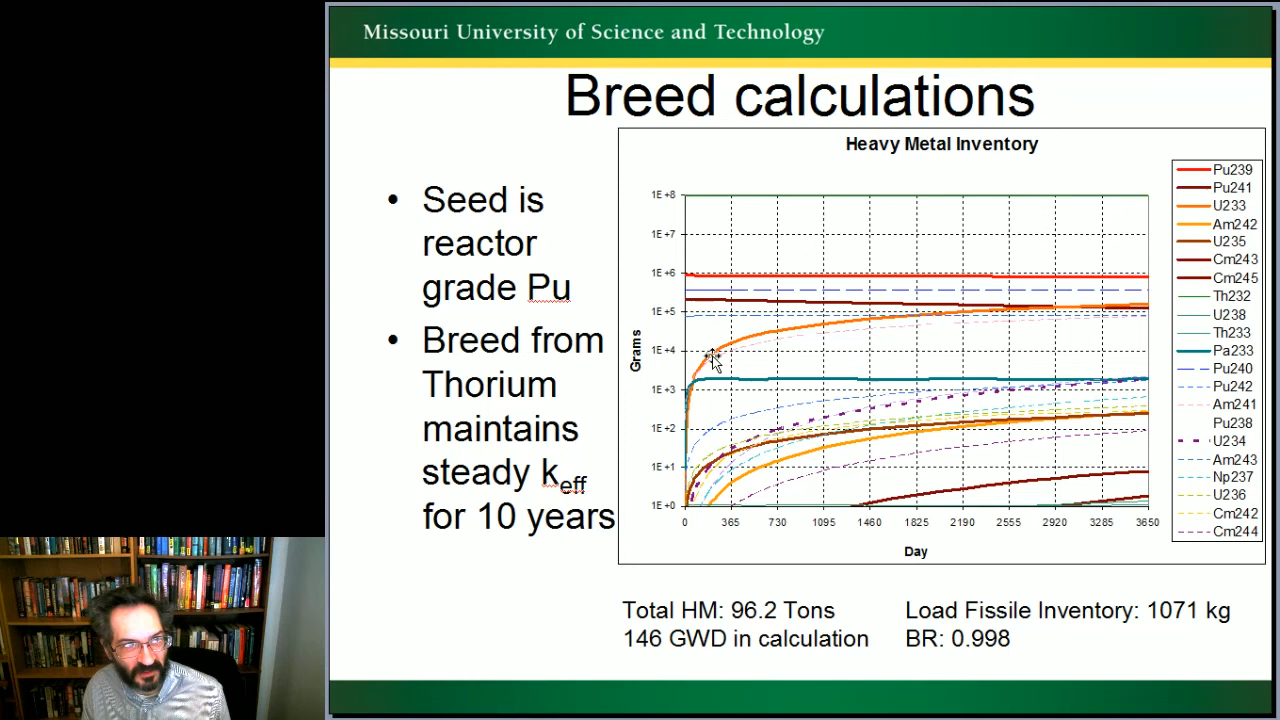 Missouri University of Science and Technology
Breed calculations
• Seed is
reactor
grade Pu
• Breed from
Thorium
maintains
steady keff
for 10 years
Heavy Metal Inventory
1E+8
1E+7
1E+6
1E+5
1E+4
1E+3
1E+2
1E+1
1E+0
Grams
0 365 730 1095 1460 1825 2190 2555 2920 3285 3650
Day
Pu239
Pu241
U233
Am242
U235
Cm243
Cm245
Th232
U238
Th233
Pa233
Pu240
Pu242
Am241
Pu238
U234
Am243
Np237
U236
Cm242
Cm244
Total HM: 96.2 Tons
146 GWD in calculation
Load Fissile Inventory: 1071 kg
BR: 0.998